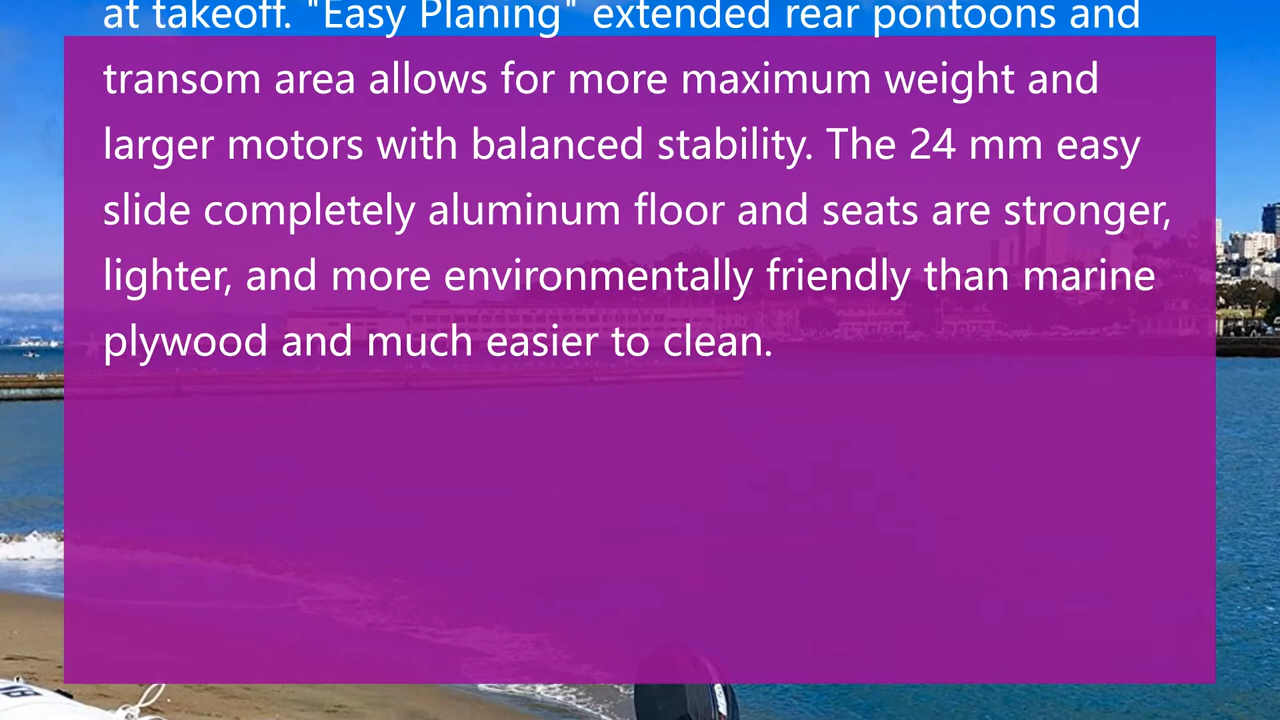 at takeoff. "Easy Planing" extended rear pontoons and
transom area allows for more maximum weight and
larger motors with balanced stability. The 24 mm easy
slide completely aluminum floor and seats are stronger,
lighter, and more environmentally friendly than marine
plywood and much easier to clean.